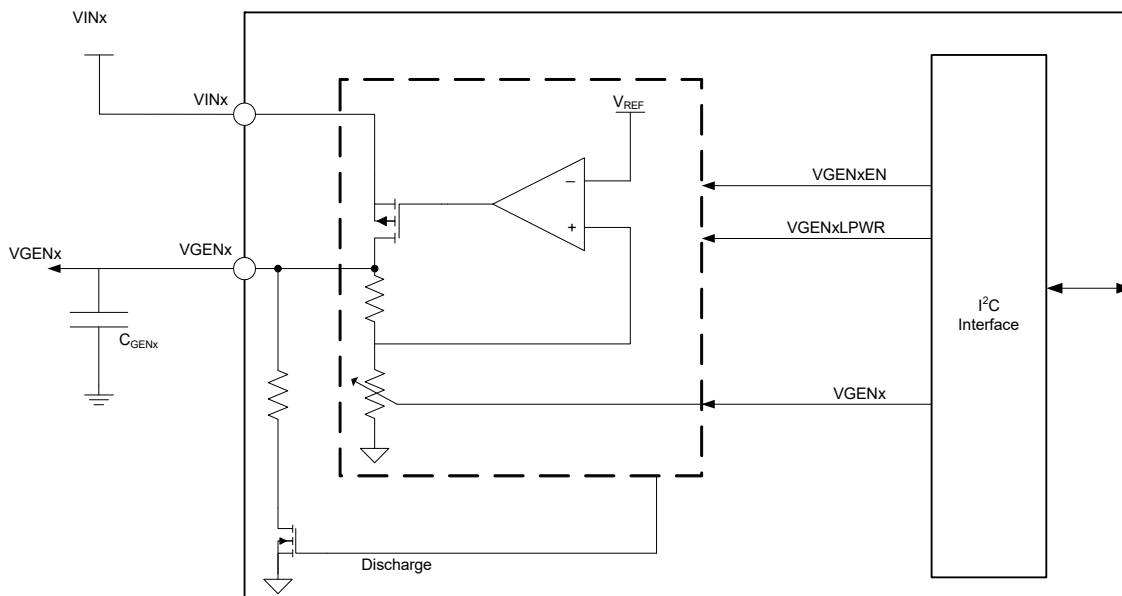 VINx
VINx
VREF
−
+
VGENxEN
VGENxLPWR
VGENx
VGENx
CGENx
I²C
Interface
VGENx
Discharge